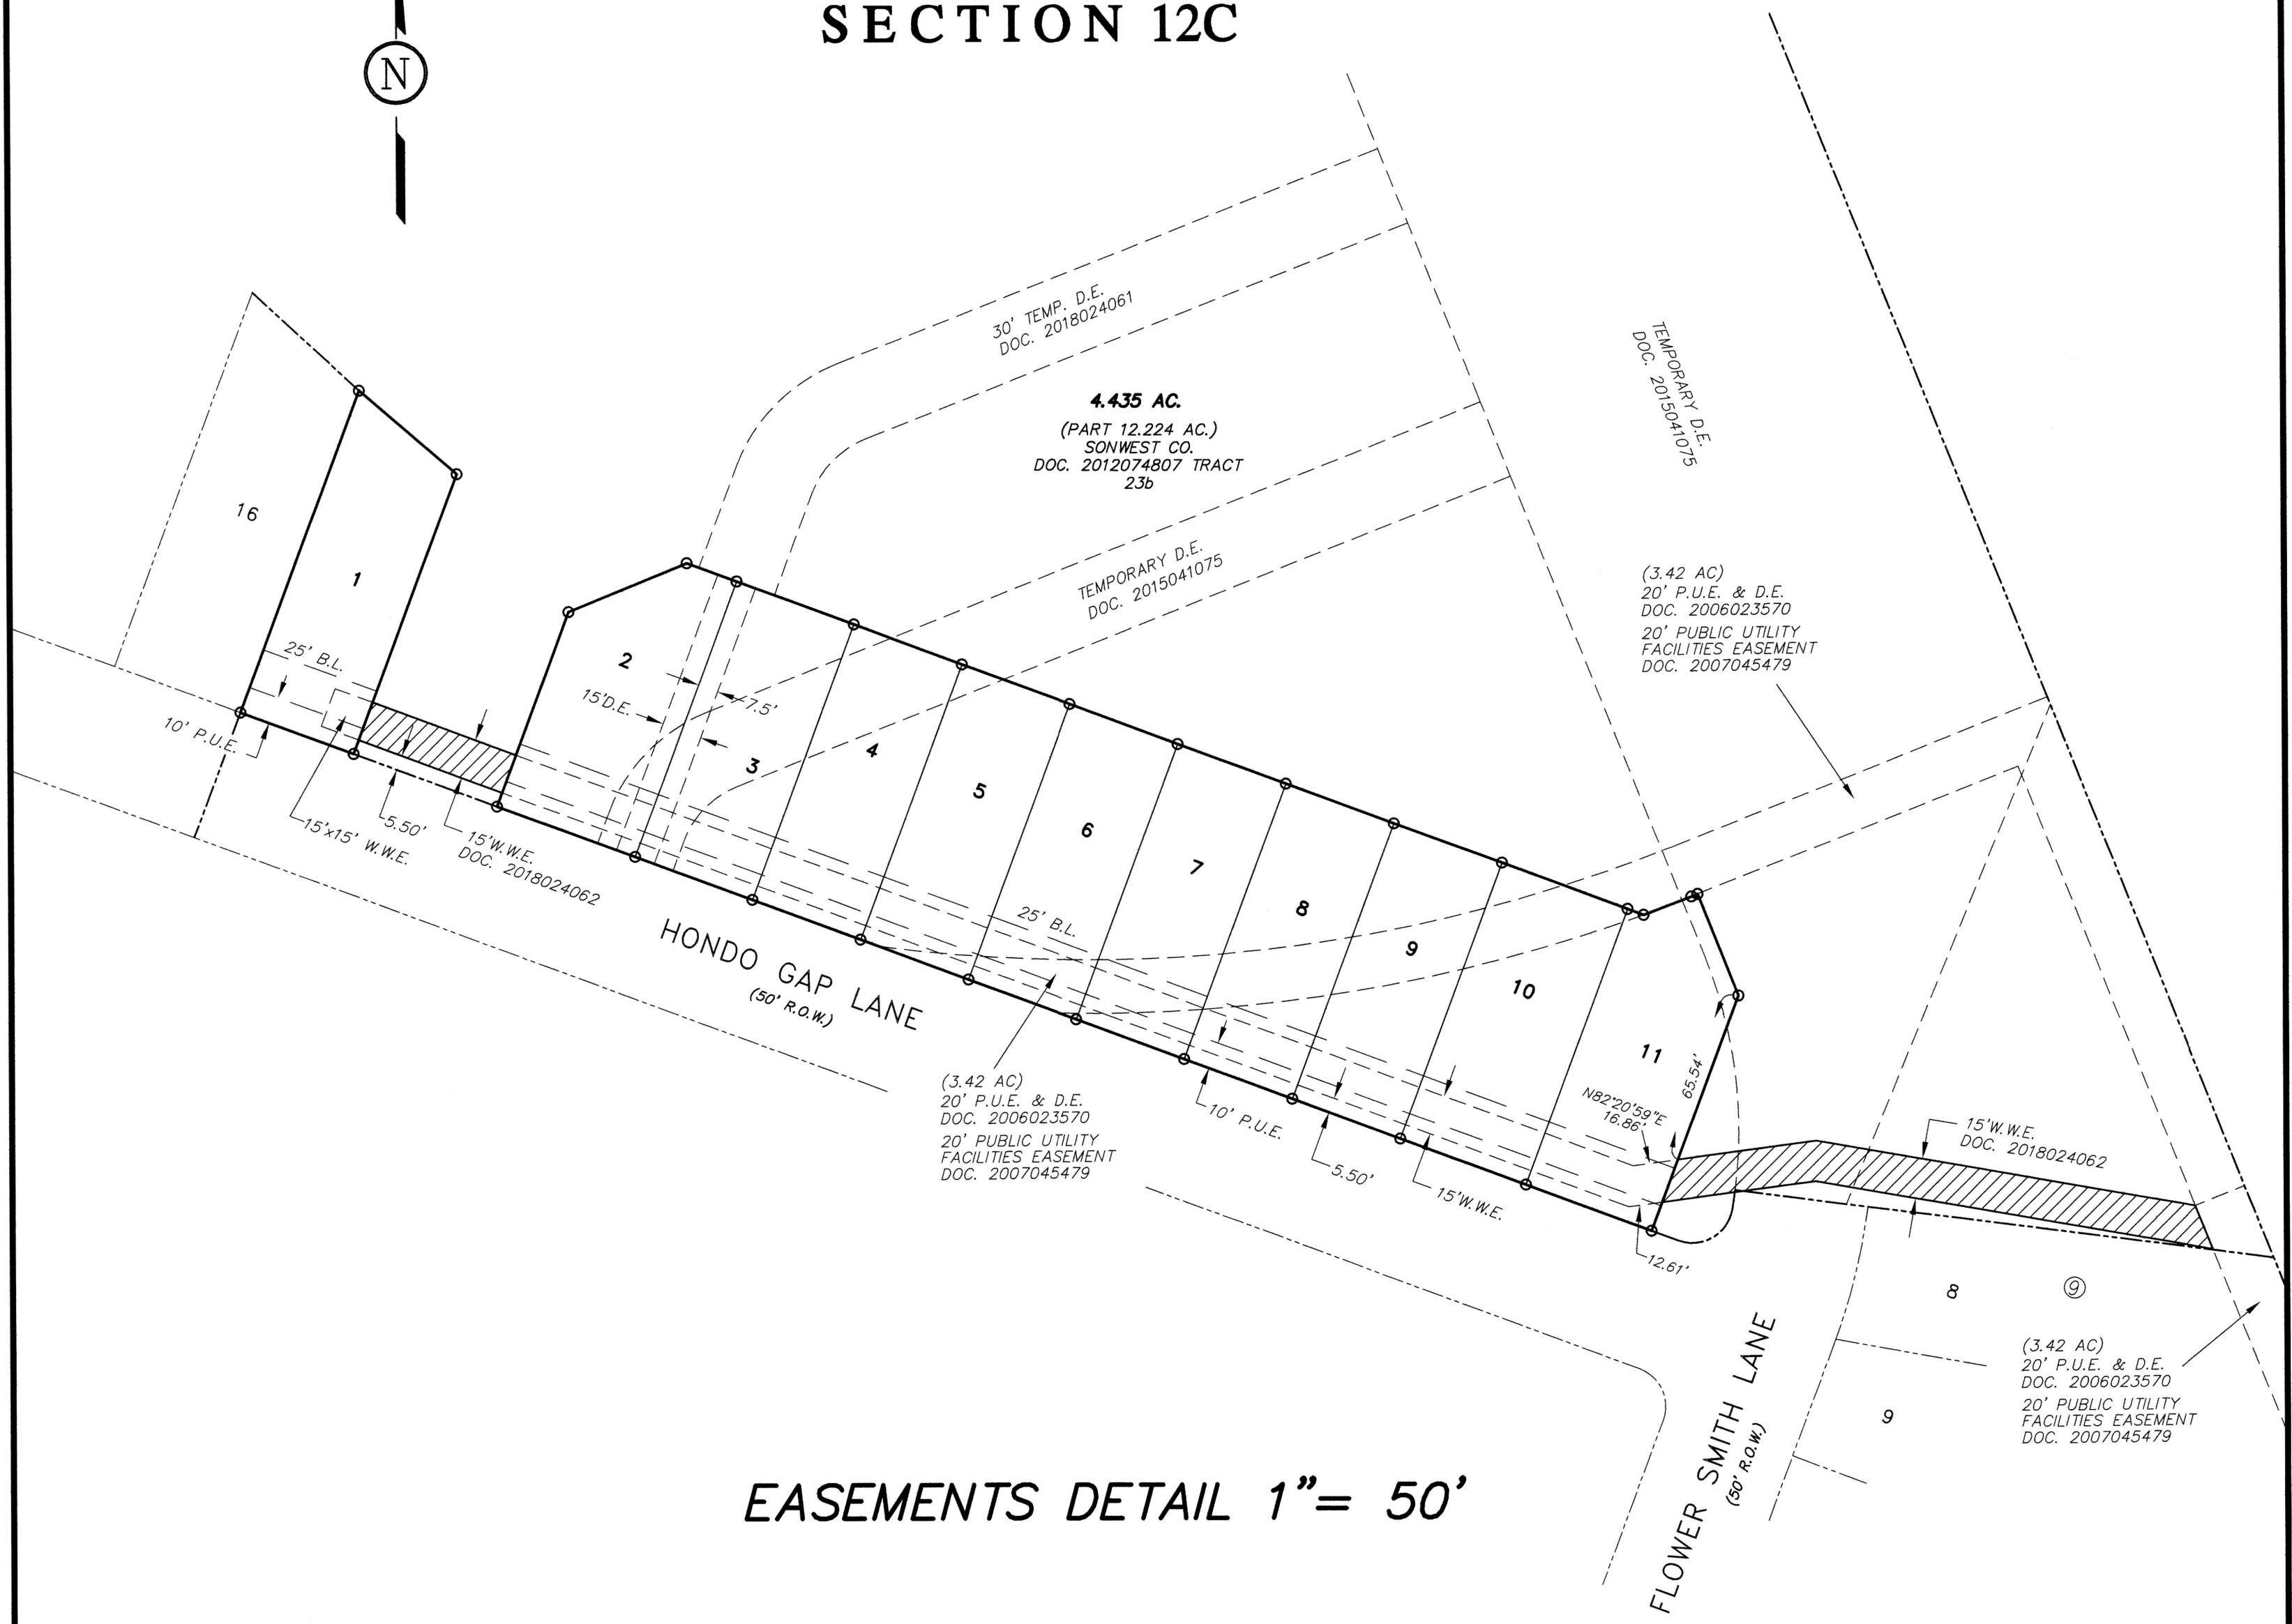 SECTION 12C
N
30' TEMP. D.E.
DOC. 2018024061
4.435 AC.
(PART 12.224 AC.)
SONWEST CO.
DOC. 2012074807 TRACT
23b
TEMPORARY D.E.
DOC. 2015041075
TEMPORARY D.E.
DOC. 2015041075
(3.42 AC)
20' P.U.E. & D.E.
DOC. 2006023570
20' PUBLIC UTILITY
FACILITIES EASEMENT
DOC. 2007045479
16
1
25' B.L.
10' P.U.E.
15'x15' W.W.E.
5.50'
15'W.W.E.
DOC. 2018024062
2
15'D.E.
7.5'
3
4
5
6
7
8
9
10
11
25' B.L.
HONDO GAP LANE
(50' R.O.W.)
(3.42 AC)
20' P.U.E. & D.E.
DOC. 2006023570
20' PUBLIC UTILITY
FACILITIES EASEMENT
DOC. 2007045479
10' P.U.E.
5.50'
15'W.W.E.
N82°20'59"E
16.86'
65.54'
12.61'
15'W.W.E.
DOC. 2018024062
8
9
9
(3.42 AC)
20' P.U.E. & D.E.
DOC. 2006023570
20' PUBLIC UTILITY
FACILITIES EASEMENT
DOC. 2007045479
FLOWER SMITH LANE
(50' R.O.W.)
EASEMENTS DETAIL 1"= 50'